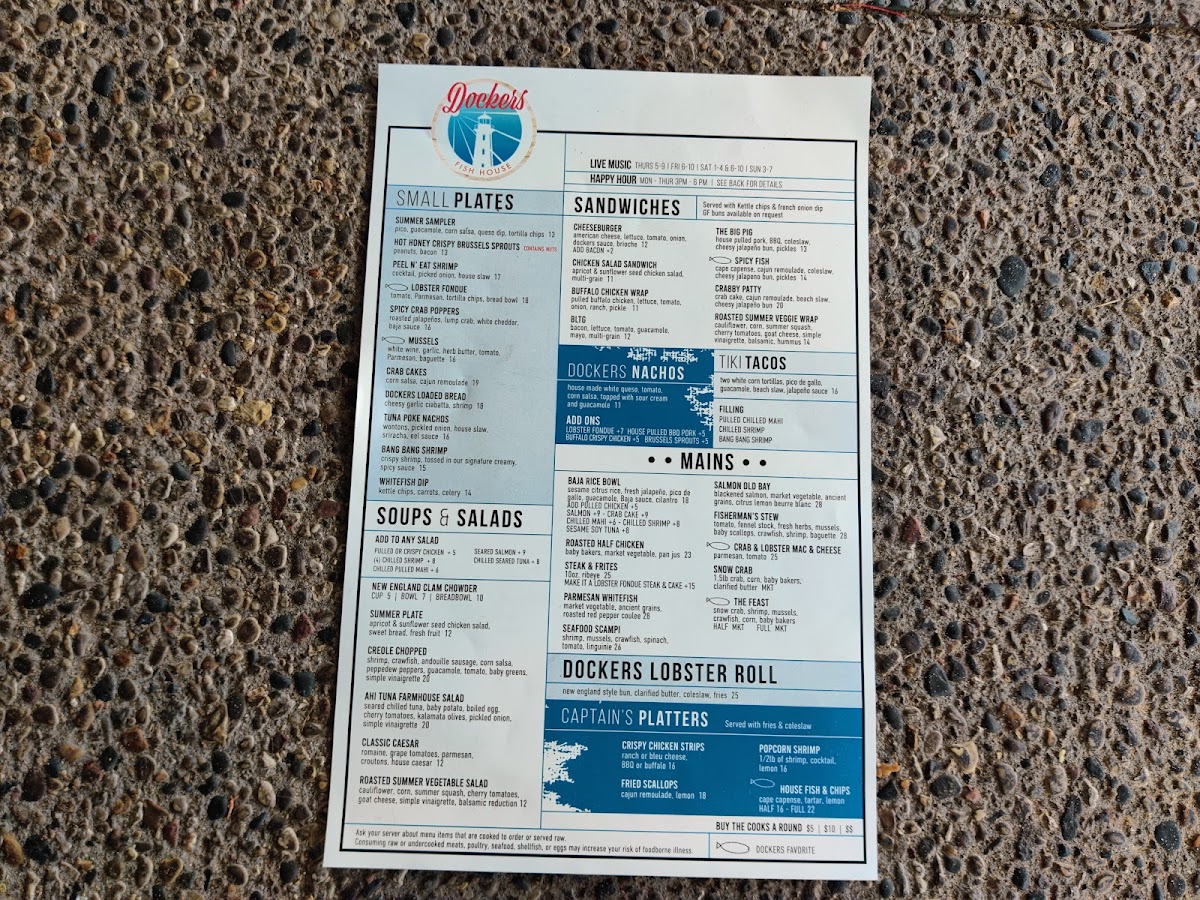 Dockers
FISH HOUSE
LIVE MUSIC THURS 5-9 | FRI 6-10 | SAT 1-4 & 6-10 | SUN 3-7
HAPPY HOUR MON - THUR 3PM - 6 PM | SEE BACK FOR DETAILS
SMALL PLATES
SUMMER SAMPLER
pico, guacamole, corn salsa, queso dip, tortilla chips 12
HOT HONEY CRISPY BRUSSELS SPROUTS CONTAINS NUTS
peanuts, bacon 13
PEEL N' EAT SHRIMP
cocktail, picked onion, house slaw 17
LOBSTER FONDUE
tomato, Parmesan, tortilla chips, bread bowl 18
SPICY CRAB POPPERS
roasted jalapeños, lump crab, white cheddar,
baja sauce 16
MUSSELS
white wine, garlic, herb butter, tomato,
Parmesan, baguette 16
CRAB CAKES
corn salsa, cajun remoulade 19
DOCKERS LOADED BREAD
cheesy garlic ciabatta, shrimp 18
TUNA POKE NACHOS
wontons, pickled onion, house slaw,
sriracha, eel sauce 16
BANG BANG SHRIMP
crispy shrimp, tossed in our signature creamy,
spicy sauce 15
WHITEFISH DIP
kettle chips, carrots, celery 14
SOUPS & SALADS
ADD TO ANY SALAD
PULLED OR CRISPY CHICKEN + 5
(4) CHILLED SHRIMP + 8
CHILLED PULLED MAHI + 6
SEARED SALMON + 9
CHILLED SEARED TUNA + 8
NEW ENGLAND CLAM CHOWDER
CUP 5 | BOWL 7 | BREADBOWL 10
SUMMER PLATE
apricot & sunflower seed chicken salad,
sweet bread, fresh fruit 12
CREOLE CHOPPED
shrimp, crawfish, andouille sausage, corn salsa,
peppedew poppers, guacamole, tomato, baby greens,
simple vinaigrette 20
AHI TUNA FARMHOUSE SALAD
seared chilled tuna, baby potato, boiled egg,
cherry tomatoes, kalamata olives, pickled onion,
simple vinaigrette 20
CLASSIC CAESAR
romaine, grape tomatoes, parmesan,
croutons, house caesar 12
ROASTED SUMMER VEGETABLE SALAD
cauliflower, corn, summer squash, cherry tomatoes,
goat cheese, simple vinaigrette, balsamic reduction 12
SANDWICHES
Served with Kettle chips & french onion dip
GF buns available on request
CHEESEBURGER
american cheese, lettuce, tomato, onion,
dockers sauce, brioche 12
ADD BACON +2
CHICKEN SALAD SANDWICH
apricot & sunflower seed chicken salad,
multi-grain 11
BUFFALO CHICKEN WRAP
pulled buffalo chicken, lettuce, tomato,
onion, ranch, pickle 11
BLTG
bacon, lettuce, tomato, guacamole,
mayo, multi-grain 12
THE BIG PIG
house pulled pork, BBQ, coleslaw,
cheesy jalapeno bun, pickles 13
SPICY FISH
cape capense, cajun remoulade, coleslaw,
cheesy jalapeno bun, pickles 14
CRABBY PATTY
crab cake, cajun remoulade, beach slaw,
cheesy jalapeno bun 20
ROASTED SUMMER VEGGIE WRAP
cauliflower, corn, summer squash,
cherry tomatoes, goat cheese, simple
vinaigrette, balsamic, hummus 14
DOCKERS NACHOS
house made white queso, tomato,
corn salsa, topped with sour cream
and guacamole 11
ADD ONS
LOBSTER FONDUE +7 HOUSE PULLED BBQ PORK +5
BUFFALO CRISPY CHICKEN +5 BRUSSELS SPROUTS +5
TIKI TACOS
two white corn tortillas, pico de gallo,
guacamole, beach slaw, jalapeño sauce 16
FILLING
PULLED CHILLED MAHI
CHILLED SHRIMP
BANG BANG SHRIMP
•• MAINS ••
BAJA RICE BOWL
sesame citrus rice, fresh jalapeño, pico de
gallo, guacamole, Baja sauce, cilantro 18
ADD PULLED CHICKEN +5
SALMON +9 - CRAB CAKE +9
CHILLED MAHI +6 - CHILLED SHRIMP +8
SESAME SOY TUNA +8
ROASTED HALF CHICKEN
baby bakers, market vegetable, pan jus 23
STEAK & FRITES
10oz. ribeye 25
MAKE IT A LOBSTER FONDUE STEAK & CAKE +15
PARMESAN WHITEFISH
market vegetable, ancient grains,
roasted red pepper coulee 26
SEAFOOD SCAMPI
shrimp, mussels, crawfish, spinach,
tomato, linguinie 26
SALMON OLD BAY
blackened salmon, market vegetable, ancient
grains, citrus lemon beurre blanc 28
FISHERMAN'S STEW
tomato, fennel stock, fresh herbs, mussels,
baby scallops, crawfish, shrimp, baguette 28
CRAB & LOBSTER MAC & CHEESE
parmesan, tomato 25
SNOW CRAB
1.5lb crab, corn, baby bakers,
clarified butter MKT
THE FEAST
snow crab, shrimp, mussels,
crawfish, corn, baby bakers
HALF MKT FULL MKT
DOCKERS LOBSTER ROLL
new england style bun, clarified butter, coleslaw, fries 25
CAPTAIN'S PLATTERS Served with fries & coleslaw
CRISPY CHICKEN STRIPS
ranch or bleu cheese,
BBQ or buffalo 16
FRIED SCALLOPS
cajun remoulade, lemon 18
POPCORN SHRIMP
1/2lb of shrimp, cocktail,
lemon 16
HOUSE FISH & CHIPS
cape capense, tartar, lemon
HALF 16 - FULL 22
BUY THE COOKS A ROUND $5 | $10 | $$
Ask your server about menu items that are cooked to order or served raw.
Consuming raw or undercooked meats, poultry, seafood, shellfish, or eggs may increase your risk of foodborne illness.
DOCKERS FAVORITE